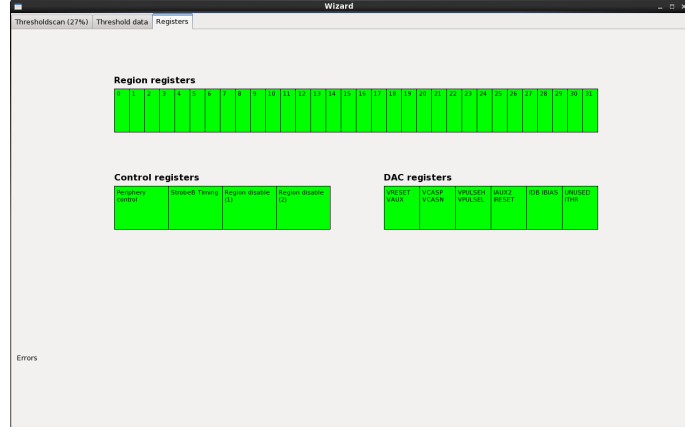 Wizard
Thresholdscan (27%) Threshold data Registers
Region registers
0 1 2 3 4 5 6 7 8 9 10 11 12 13 14 15 16 17 18 19 20 21 22 23 24 25 26 27 28 29 30 31
Control registers DAC registers
Periphery StrobeB Timing Region disable Region disable VRESET VCASP VPULSEH IAUX2 IDB IBIAS UNUSED
control (1) (2) VAUX VCASN VPULSEL IRESET ITHR
Errors